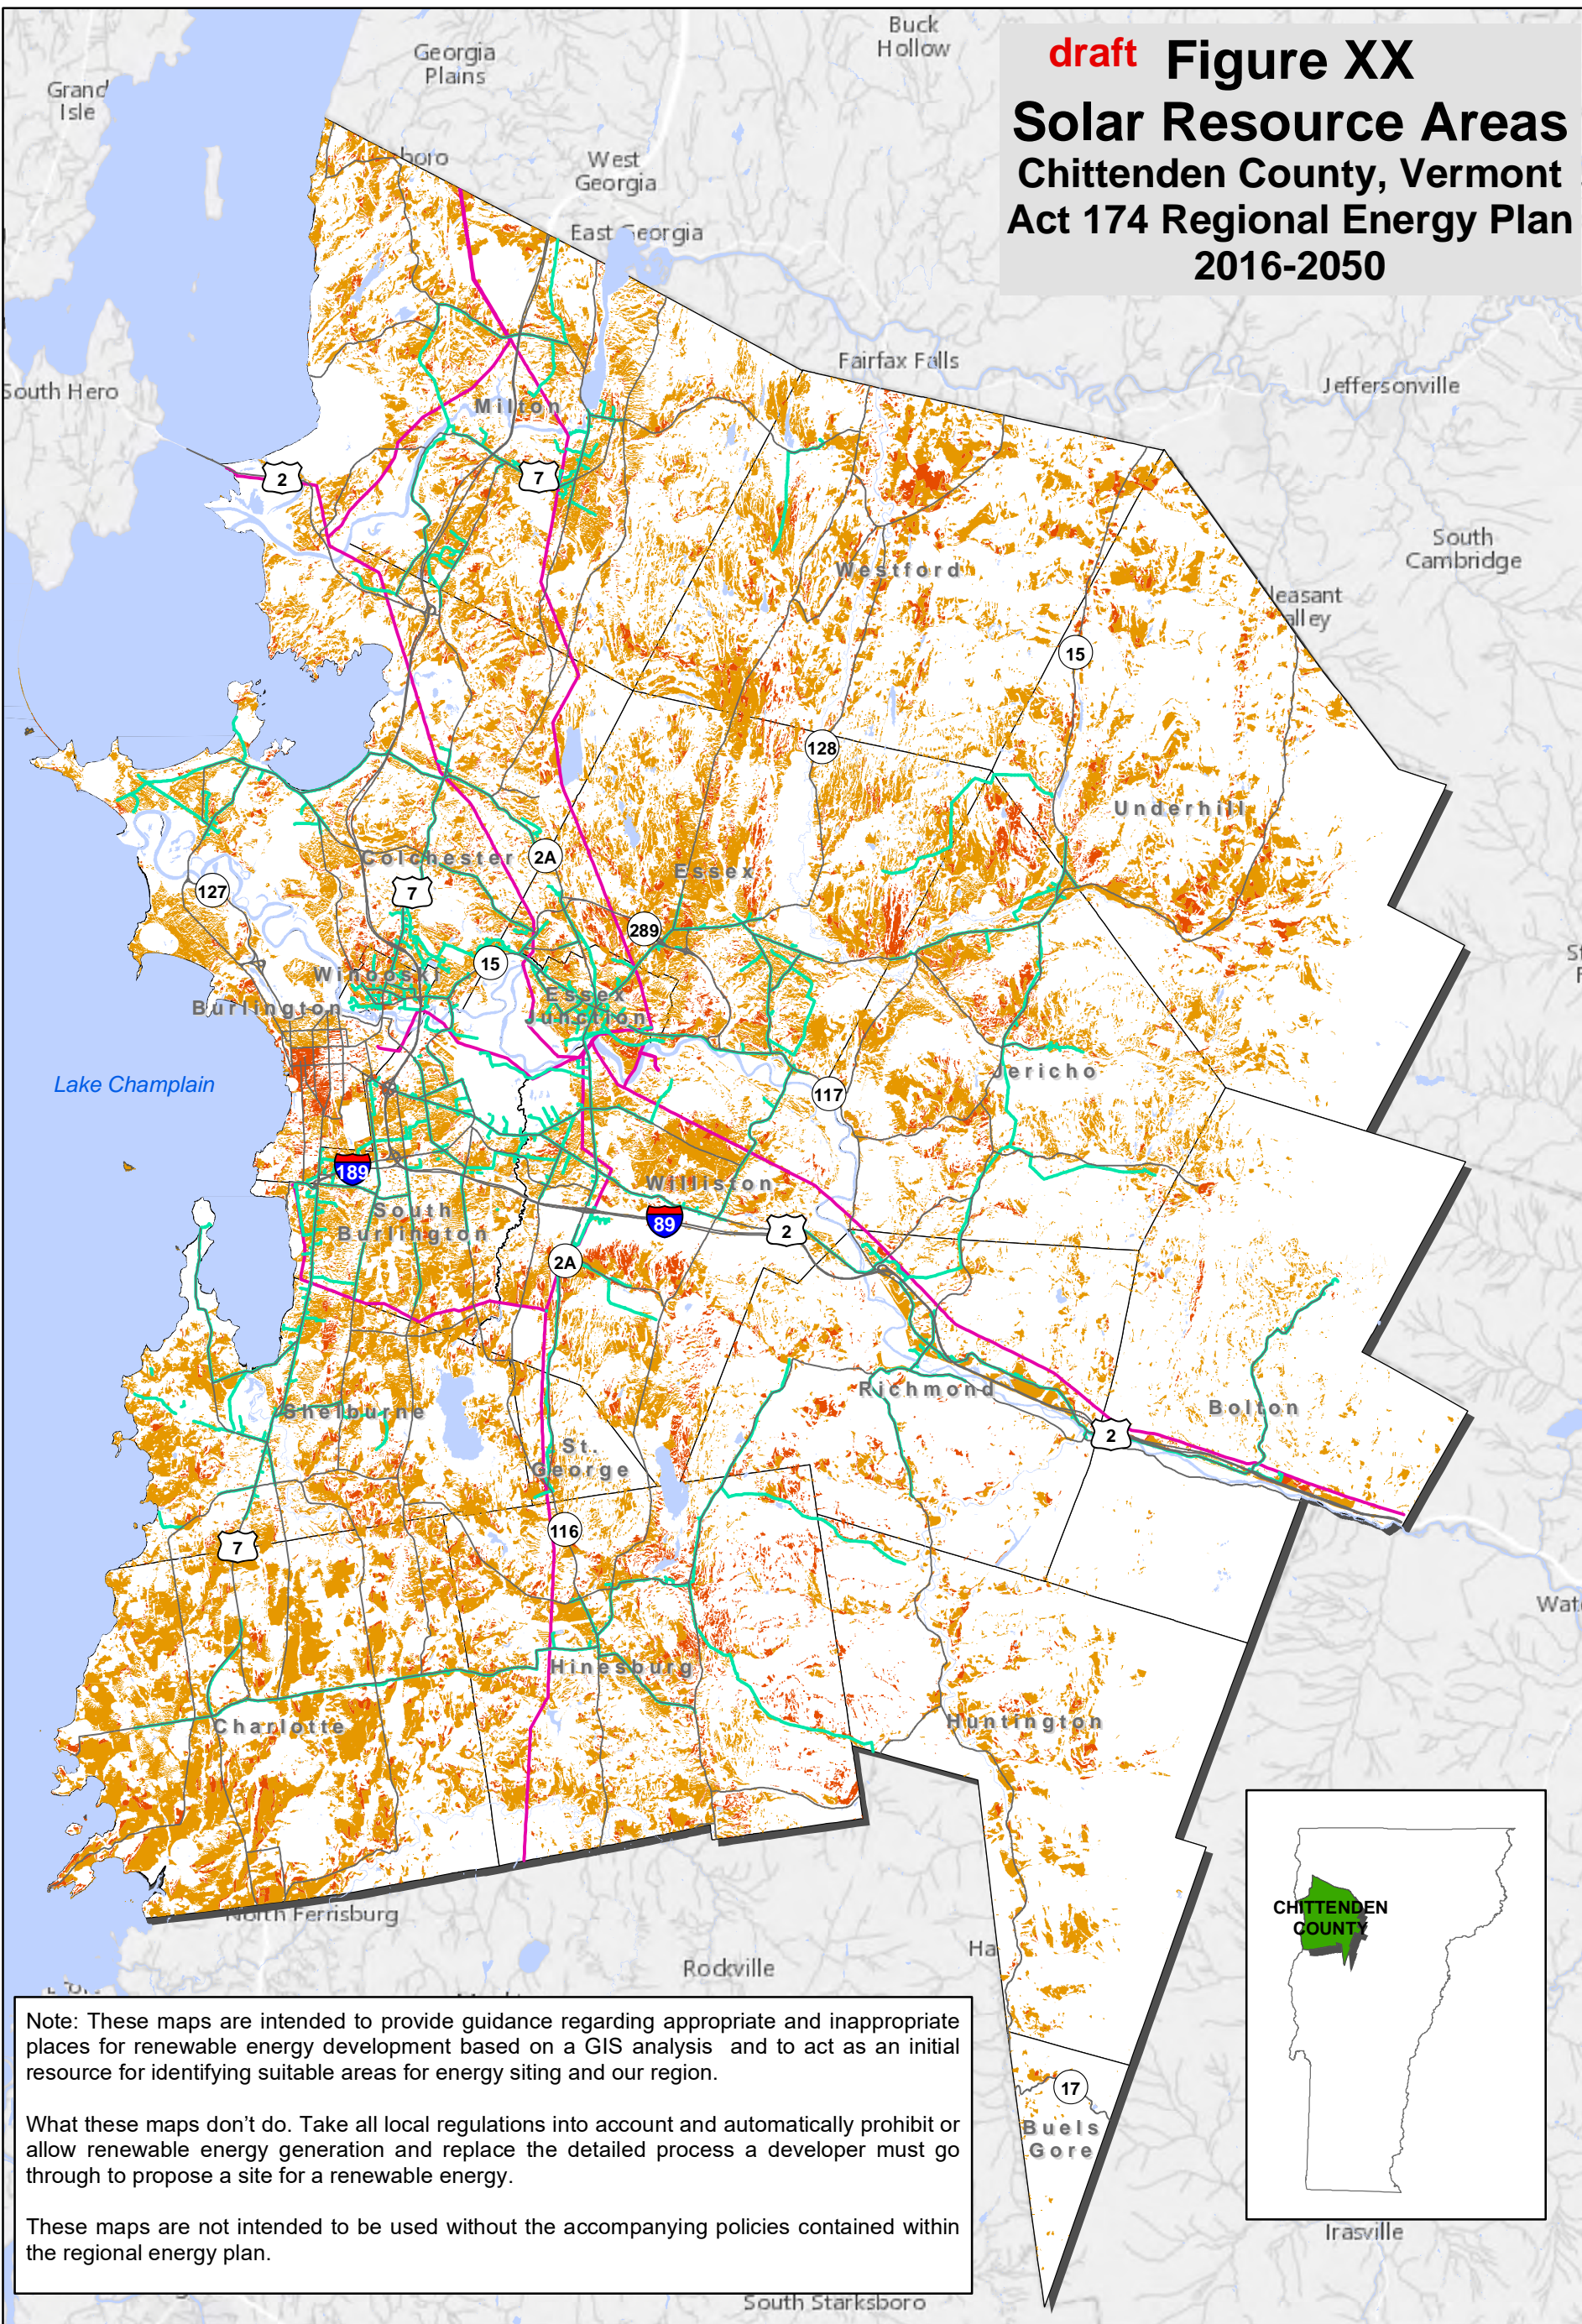 draft Figure XX
Solar Resource Areas
Chittenden County, Vermont
Act 174 Regional Energy Plan
2016-2050
Buck
Hollow
Georgia
Plains
Grand
Isle
boro
West
Georgia
East Georgia
Fairfax Falls
Jeffersonville
South Hero
Milton
2
7
South
Cambridge
Westford
leasant
alley
15
128
Underhill
Colchester
2A
Essex
127
7
289
15
Winooski
Burlington
Essex
Junction
Jericho
Lake Champlain
117
189
Williston
South
Burlington
89
2
2A
Richmond
Bolton
Shelburne
2
St.
George
116
7
Wat
Hinesburg
Charlotte
Huntington
North Ferrisburg
Ha
Rockville
CHITTENDEN
COUNTY
17
Buels
Gore
Note: These maps are intended to provide guidance regarding appropriate and inappropriate
places for renewable energy development based on a GIS analysis and to act as an initial
resource for identifying suitable areas for energy siting and our region.
What these maps don’t do. Take all local regulations into account and automatically prohibit or
allow renewable energy generation and replace the detailed process a developer must go
through to propose a site for a renewable energy.
These maps are not intended to be used without the accompanying policies contained within
the regional energy plan.
Irasville
South Starksboro